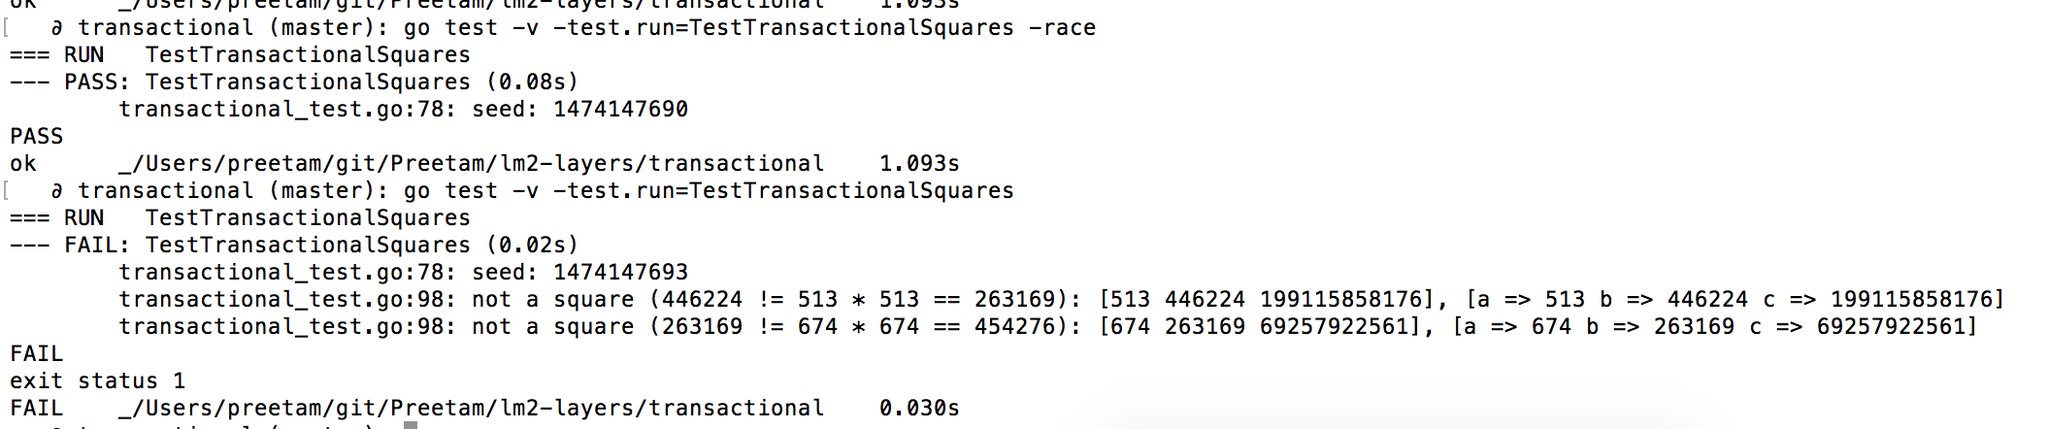 ok      _/Users/preetam/git/Preetam/lm2-layers/transactional    1.093s
[   ∂ transactional (master): go test -v -test.run=TestTransactionalSquares -race
=== RUN   TestTransactionalSquares
--- PASS: TestTransactionalSquares (0.08s)
        transactional_test.go:78: seed: 1474147690
PASS
ok      _/Users/preetam/git/Preetam/lm2-layers/transactional    1.093s
[   ∂ transactional (master): go test -v -test.run=TestTransactionalSquares
=== RUN   TestTransactionalSquares
--- FAIL: TestTransactionalSquares (0.02s)
        transactional_test.go:78: seed: 1474147693
        transactional_test.go:98: not a square (446224 != 513 * 513 == 263169): [513 446224 199115858176], [a => 513 b => 446224 c => 199115858176]
        transactional_test.go:98: not a square (263169 != 674 * 674 == 454276): [674 263169 69257922561], [a => 674 b => 263169 c => 69257922561]
FAIL
exit status 1
FAIL    _/Users/preetam/git/Preetam/lm2-layers/transactional    0.030s